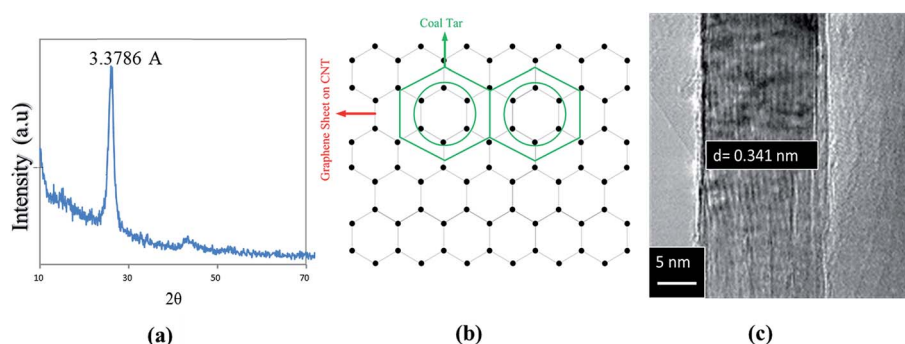 3.3786 A
Intensity (a.u)
10
30
50
70
2θ
(a)
Coal Tar
Graphene Sheet on CNT
(b)
d= 0.341 nm
5 nm
(c)